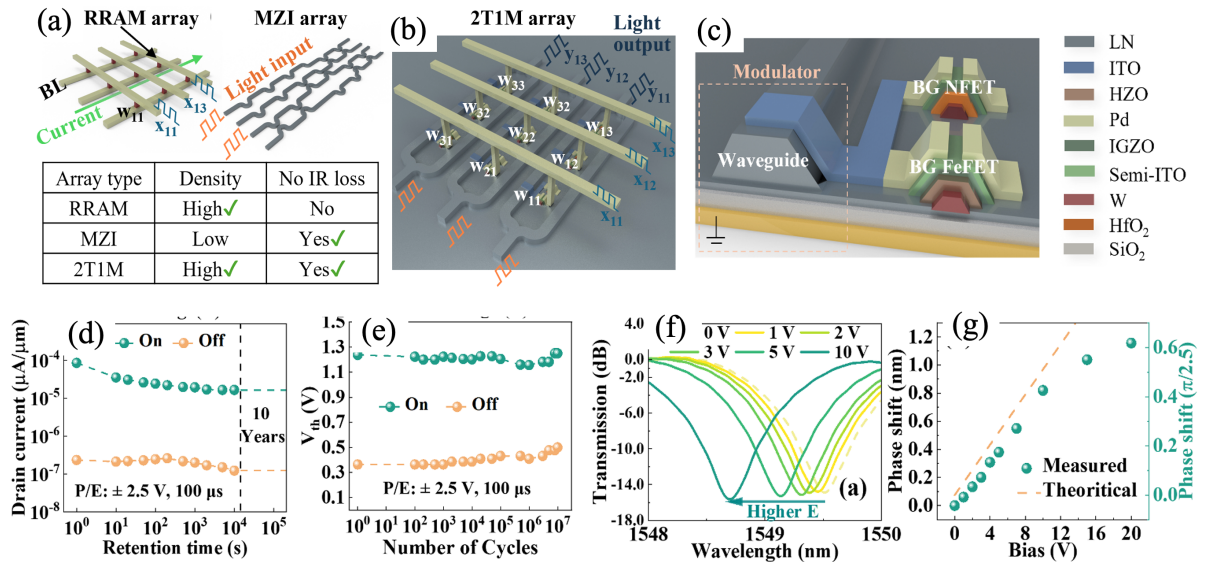 (a)
RRAM array
MZI array
BL
Current
w11
x11
x13
Light input
Array type Density No IR loss
RRAM High✓ No
MZI Low Yes✓
2T1M High✓ Yes✓
(b)
2T1M array
Light
output
y13
y12
y11
w33
w32
w32
w31
w22
w13
w21
w12
w11
x13
x12
x11
(c)
Modulator
Waveguide
BG NFET
BG FeFET
LN
ITO
HZO
Pd
IGZO
Semi-ITO
W
HfO2
SiO2
(d)
On Off
10
Years
P/E: ± 2.5 V, 100 μs
Drain current (μA/μm)
10^-4
10^-5
10^-6
10^-7
10^-8
10^0 10^1 10^2 10^3 10^4 10^5
Retention time (s)
(e)
On Off
P/E: ± 2.5 V, 100 μs
Vth (V)
1.5
1.3
1.1
0.9
0.7
0.5
0.3
0.1
10^0 10^1 10^2 10^3 10^4 10^5 10^6 10^7
Number of Cycles
(f)
0 V 1 V 2 V
3 V 5 V 10 V
Transmission (dB)
4.0
0.0
-2.0
-6.0
-10.0
-14.0
-18.0
(a)
Higher E
1548 1549 1550
Wavelength (nm)
(g)
Phase shift (nm)
1.2
1.0
0.8
0.6
0.4
0.2
0.0
Measured
Theoritical
0 4 8 12 16 20
Bias (V)
0.6
0.4
0.2
0.0
Phase shift (π/2.5)